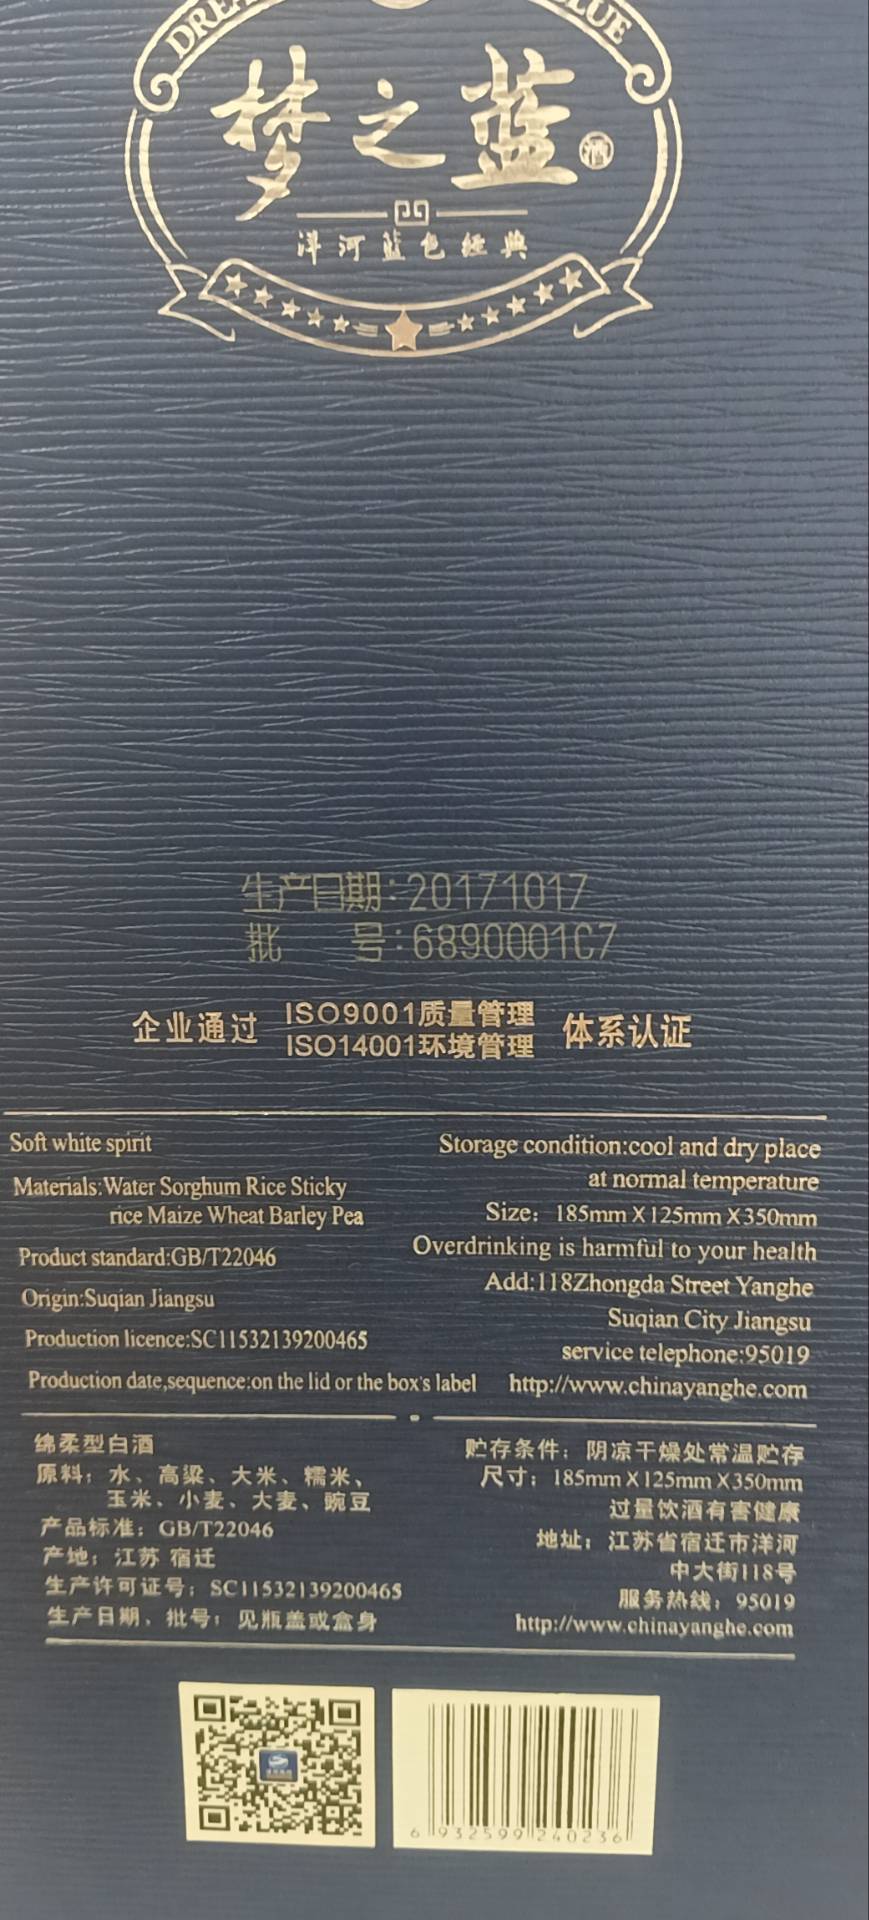 梦之蓝
酒
洋河蓝色经典
生产日期:20171017
批 号:6890001C7
企业通过 ISO9001质量管理 体系认证
ISO14001环境管理
Soft white spirit
Materials:Water Sorghum Rice Sticky
rice Maize Wheat Barley Pea
Product standard:GB/T22046
Origin:Suqian Jiangsu
Production licence:SC11532139200465
Production date,sequence:on the lid or the box's label
Storage condition:cool and dry place
at normal temperature
Size: 185mm X 125mm X 350mm
Overdrinking is harmful to your health
Add:118Zhongda Street Yanghe
Suqian City Jiangsu
service telephone:95019
http://www.chinayanghe.com
绵柔型白酒
原料：水、高粱、大米、糯米、
玉米、小麦、大麦、豌豆
产品标准：GB/T22046
产地：江苏 宿迁
生产许可证号：SC11532139200465
生产日期、批号：见瓶盖或盒身
贮存条件：阴凉干燥处常温贮存
尺寸：185mm X 125mm X 350mm
过量饮酒有害健康
地址：江苏省宿迁市洋河
中大街118号
服务热线：95019
http://www.chinayanghe.com
6 932599 240236